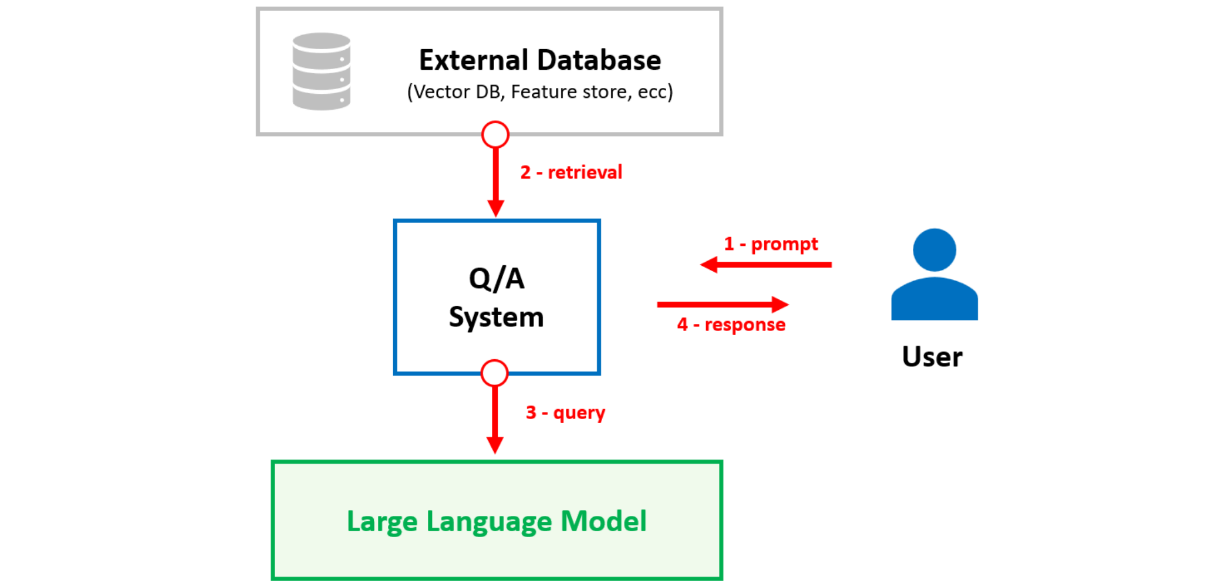 External Database
(Vector DB, Feature store, ecc)
2 - retrieval
1 - prompt
Q/A
System
4 - response
User
3 - query
Large Language Model